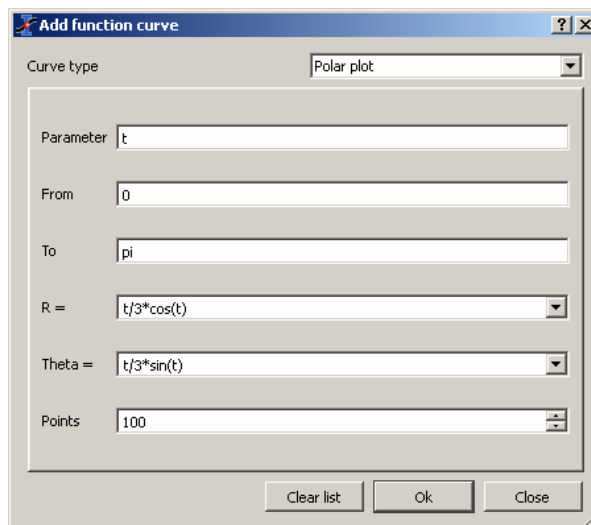 Add function curve
Curve type Polar plot
Parameter t
From 0
To pi
R = t/3*cos(t)
Theta = t/3*sin(t)
Points 100
Clear list Ok Close